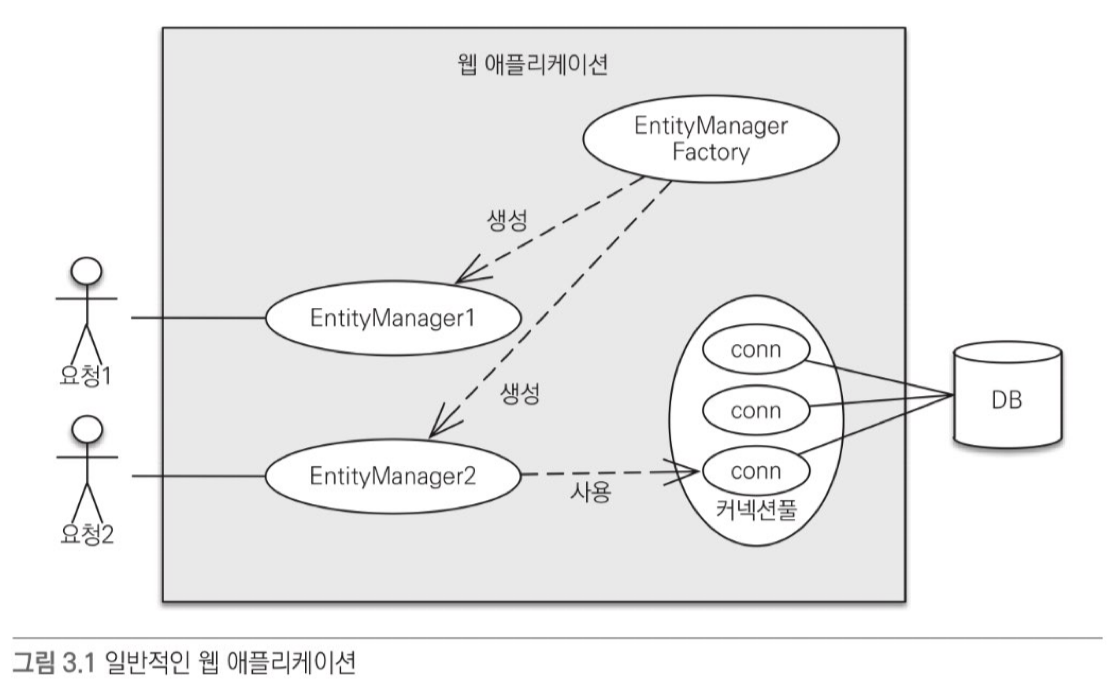 웹 애플리케이션
EntityManager
Factory
생성
EntityManager1
요청1
생성
conn
conn
conn
커넥션풀
DB
EntityManager2
사용
요청2
그림 3.1 일반적인 웹 애플리케이션